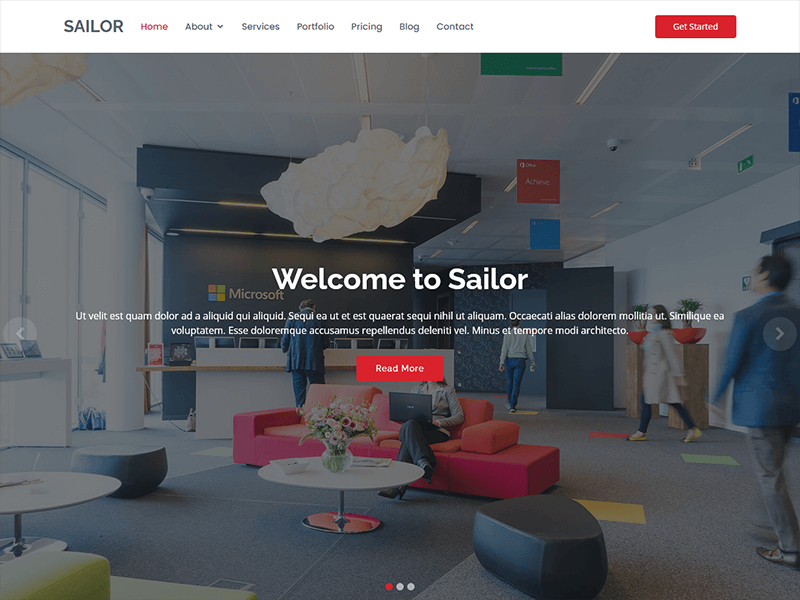 SAILOR
Home
About
Services
Portfolio
Pricing
Blog
Contact
Get Started
Office
Achieve.
Microsoft
Welcome to Sailor
Ut velit est quam dolor ad a aliquid qui aliquid. Sequi ea ut et est quaerat sequi nihil ut aliquam. Occaecati alias dolorem mollitia ut. Similique ea
voluptatem. Esse doloremque accusamus repellendus deleniti vel. Minus et tempore modi architecto.
Read More